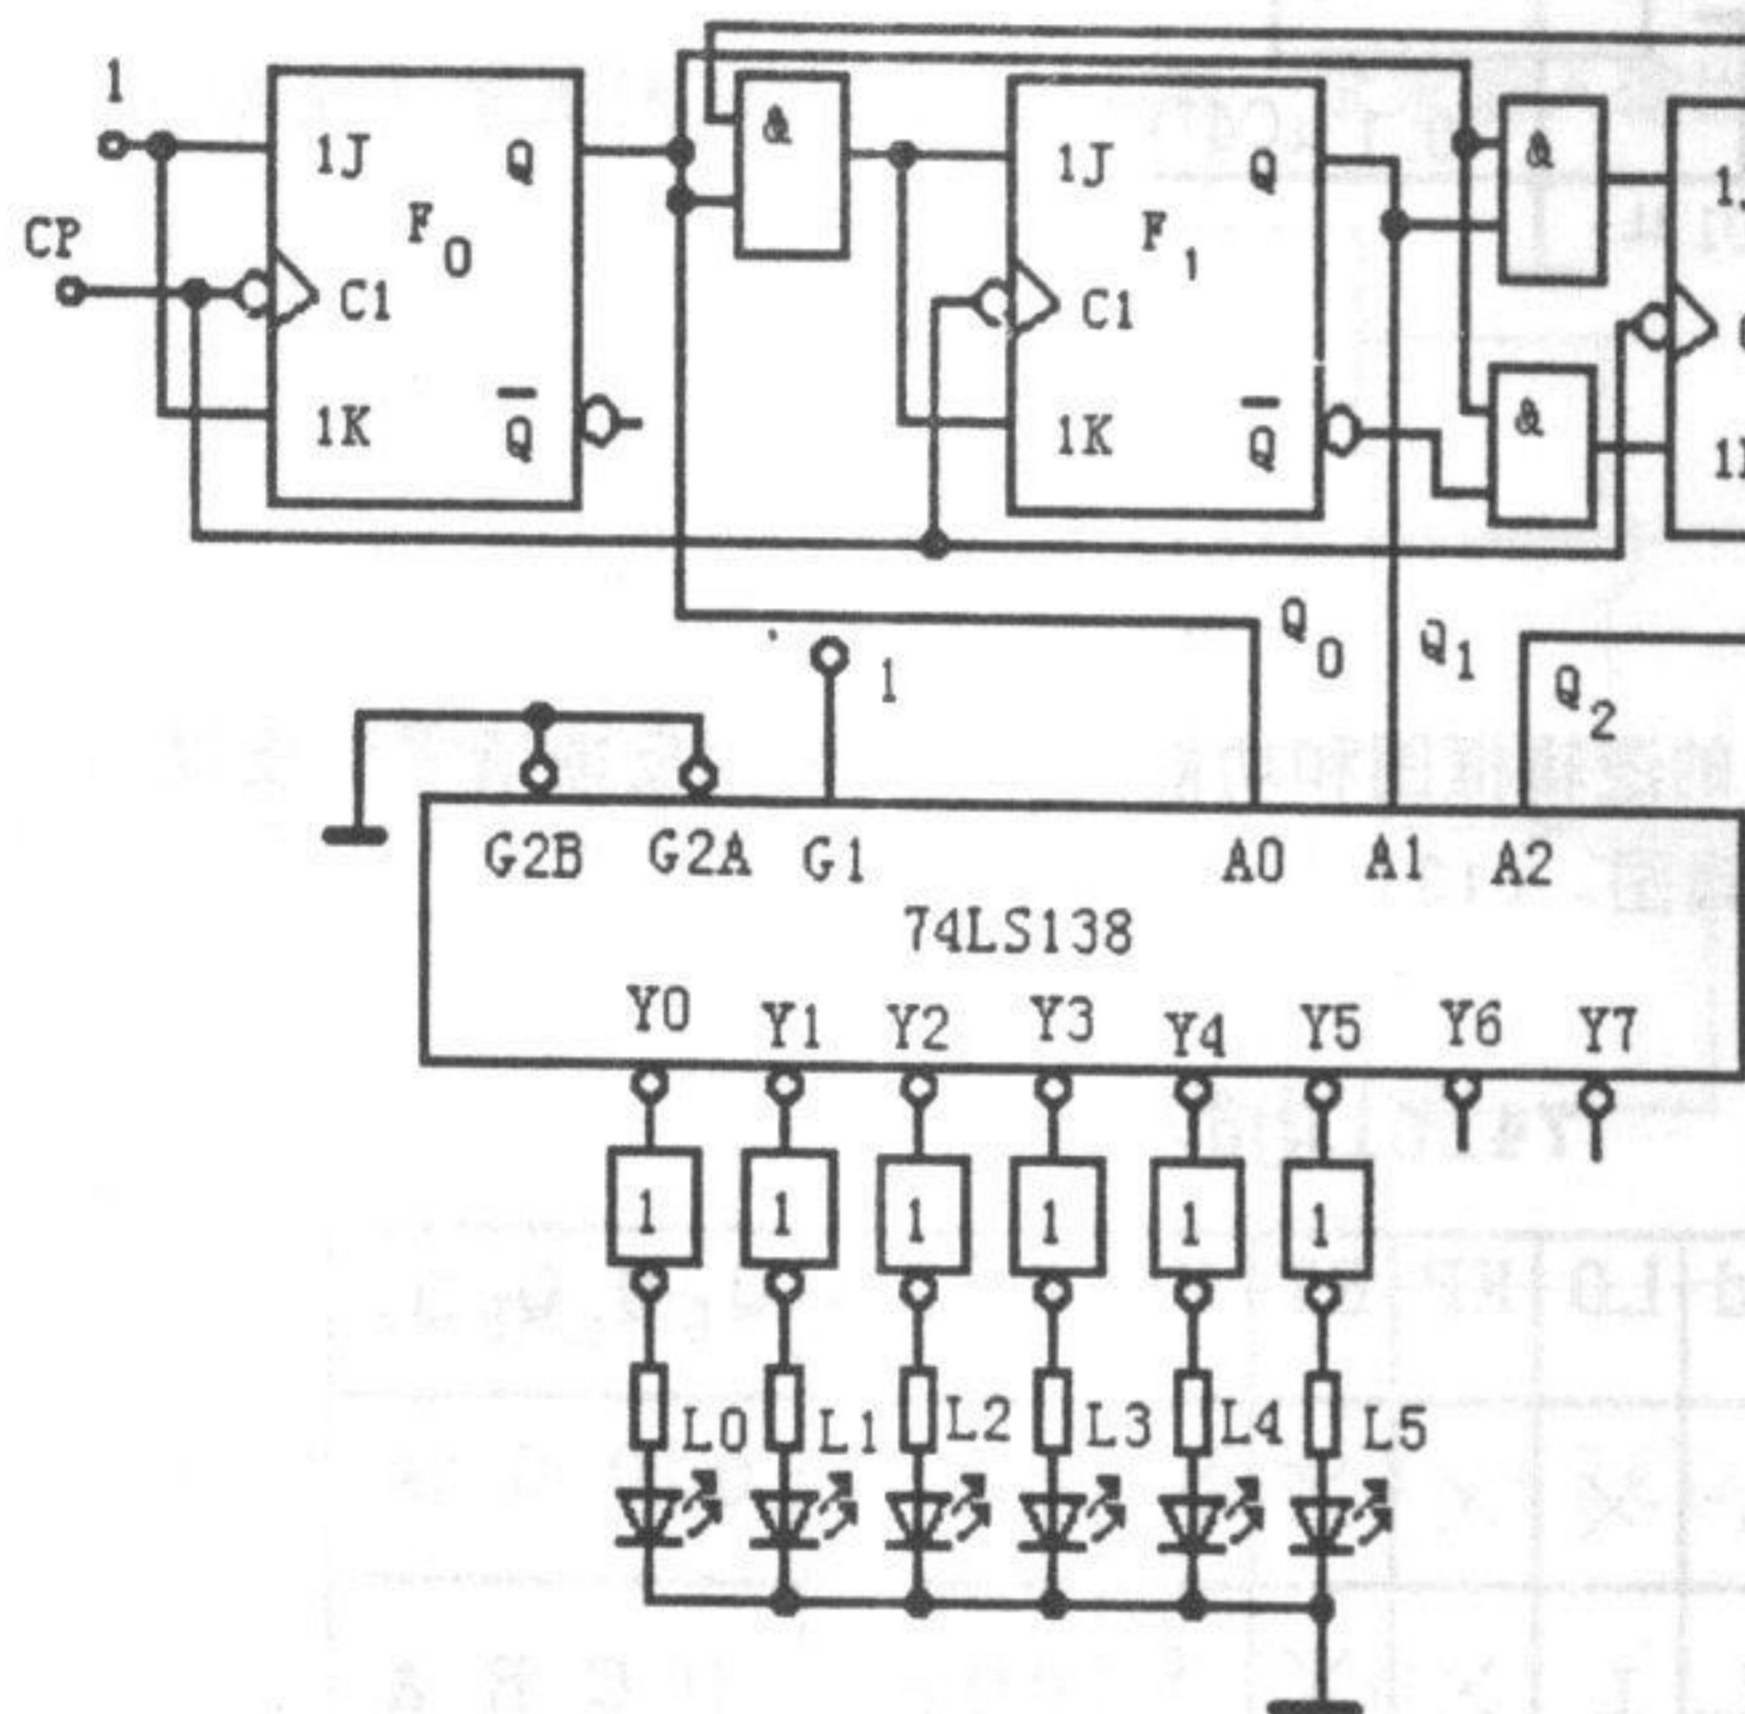 1
CP
1J Q
F0
C1
1K Q̅
&
1J Q
F1
C1
1K Q̅
&
&
Q0 Q1 Q2
1
G2B G2A G1 A0 A1 A2
74LS138
Y0 Y1 Y2 Y3 Y4 Y5 Y6 Y7
1 1 1 1 1 1
L0 L1 L2 L3 L4 L5